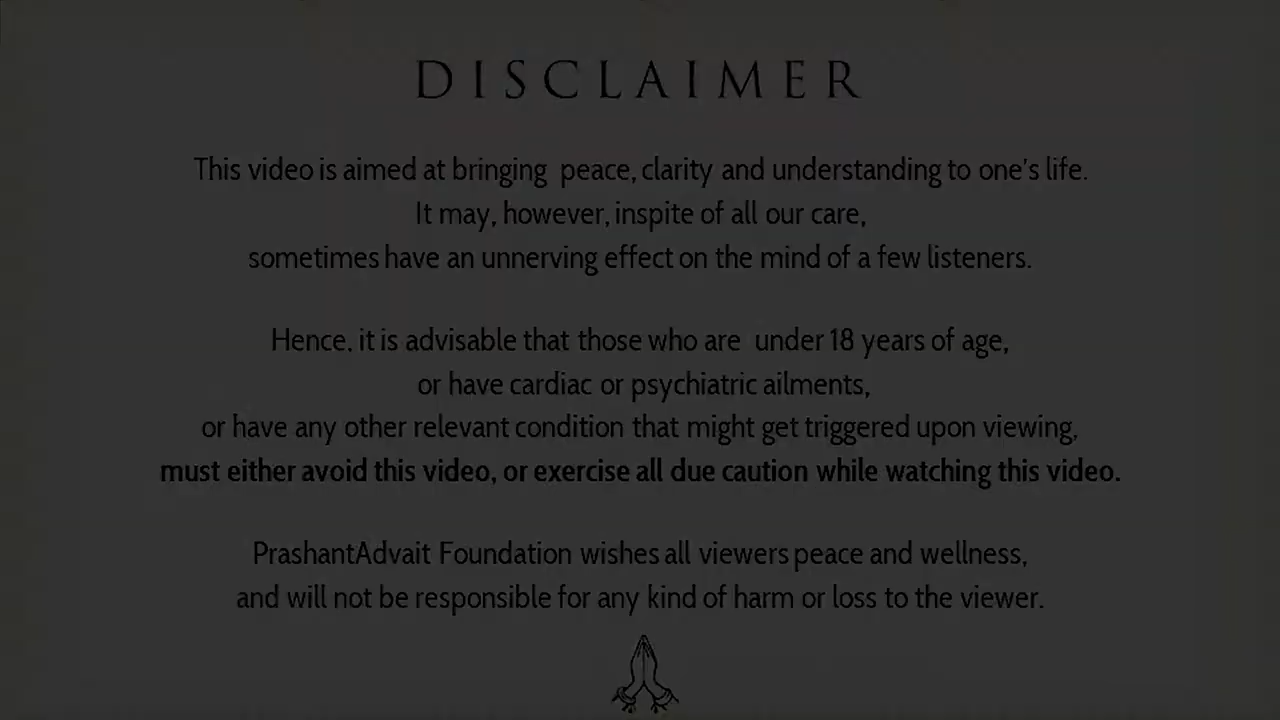 DISCLAIMER
This video is aimed at bringing peace, clarity and understanding to one's life.
It may, however, inspite of all our care,
sometimes have an unnerving effect on the mind of a few listeners.
Hence, it is advisable that those who are under 18 years of age,
or have cardiac or psychiatric ailments,
or have any other relevant condition that might get triggered upon viewing,
must either avoid this video, or exercise all due caution while watching this video.
PrashantAdvait Foundation wishes all viewers peace and wellness,
and will not be responsible for any kind of harm or loss to the viewer.